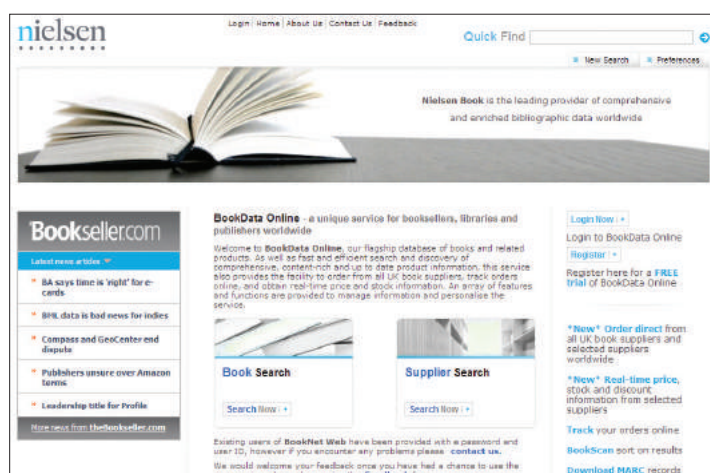 nielsen
Login Home About Us Contact Us Feedback
Quick Find
New Search Preferences
Nielsen Book is the leading provider of comprehensive
and enriched bibliographic data worldwide
Bookseller.com
Latest news articles
BA says time is 'right' for e-
cards
BML data is bad news for indies
Compass and GeoCenter end
dispute
Publishers unsure over Amazon
terms
Leadership title for Profile
More news from theBookseller.com
BookData Online - a unique service for booksellers, libraries and
publishers worldwide
Welcome to BookData Online, our flagship database of books and related
products. As well as fast and efficient search and discovery of
comprehensive, content-rich and up to date product information, this service
also provides the facility to order from all UK book suppliers, track orders
online, and obtain real-time price and stock information. An array of features
and functions are provided to manage information and personalise the
service.
Book Search
Search Now
Supplier Search
Search Now
Existing users of BookNet Web have been provided with a password and
user ID, however if you encounter any problems please contact us.
We would welcome your feedback once you have had a chance to use the
Login Now
Login to BookData Online
Register
Register here for a FREE
trial of BookData Online
*New* Order direct from
all UK book suppliers and
selected suppliers
worldwide
*New* Real-time price,
stock and discount
information from selected
suppliers
Track your orders online
BookScan sort on results
Download MARC records